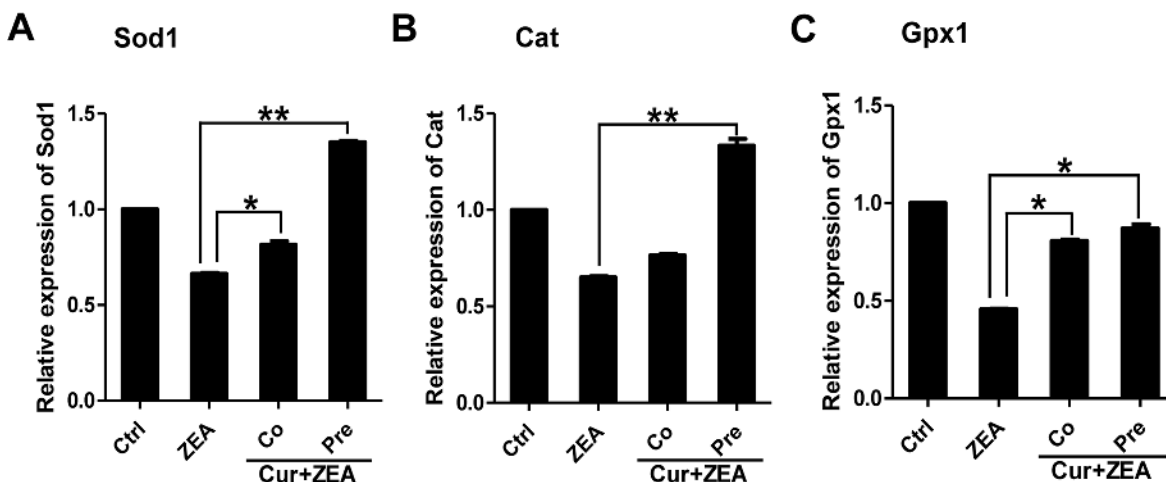 A Sod1
Relative expression of Sod1
1.5
1.0
0.5
0.0
**
*
Ctrl
ZEA
Co
Pre
Cur+ZEA
B Cat
Relative expression of Cat
1.5
1.0
0.5
0.0
**
Ctrl
ZEA
Co
Pre
Cur+ZEA
C Gpx1
Relative expression of Gpx1
1.5
1.0
0.5
0.0
*
*
Ctrl
ZEA
Co
Pre
Cur+ZEA